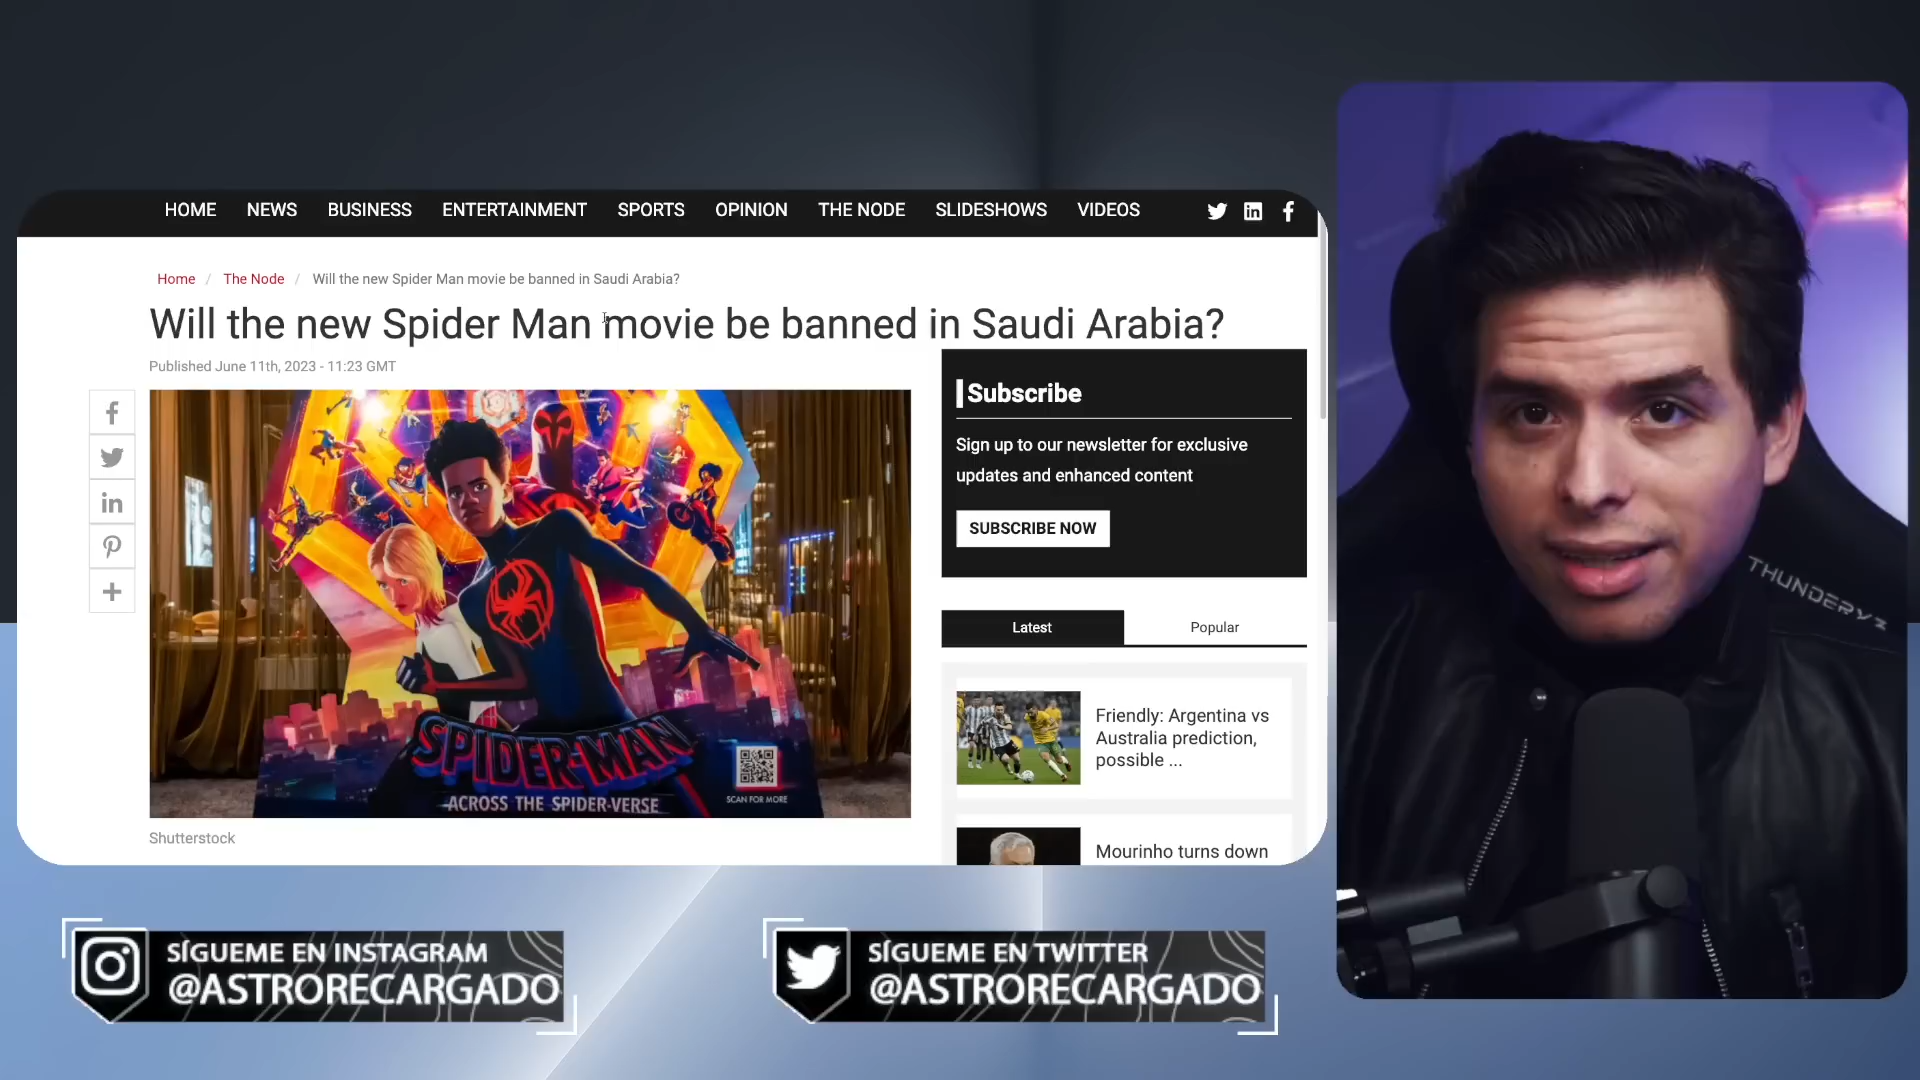 HOME NEWS BUSINESS ENTERTAINMENT SPORTS OPINION THE NODE SLIDESHOWS VIDEOS
Home / The Node / Will the new Spider Man movie be banned in Saudi Arabia?
Will the new Spider Man movie be banned in Saudi Arabia?
Published June 11th, 2023 - 11:23 GMT
SPIDER-MAN
ACROSS THE SPIDER-VERSE
SCAN FOR MORE
Shutterstock
Subscribe
Sign up to our newsletter for exclusive
updates and enhanced content
SUBSCRIBE NOW
Latest Popular
Friendly: Argentina vs
Australia prediction,
possible ...
Mourinho turns down
THUNDERX3
SÍGUEME EN INSTAGRAM
@ASTRORECARGADO
SÍGUEME EN TWITTER
@ASTRORECARGADO